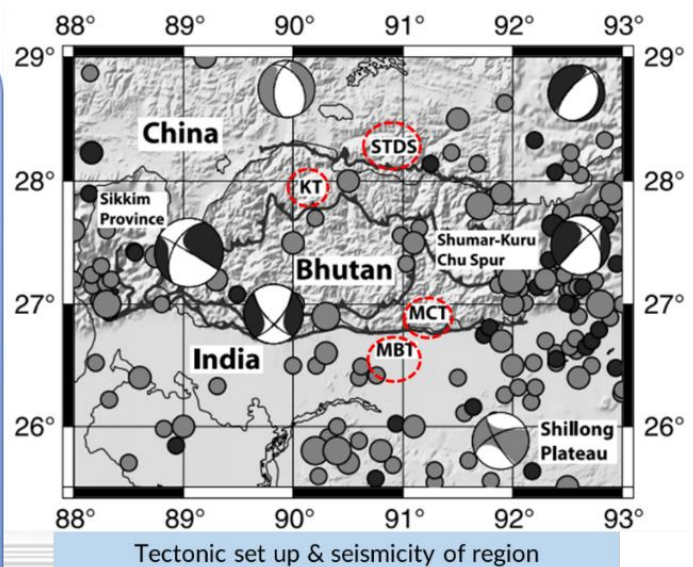 88° 89° 90° 91° 92° 93°
29° 29°
China
STDS
KT
28° 28°
Sikkim
Province
Shumar-Kuru
Chu Spur
Bhutan
27° 27°
MCT
MBT
India
26° 26°
Shillong
Plateau
88° 89° 90° 91° 92° 93°
Tectonic set up & seismicity of region